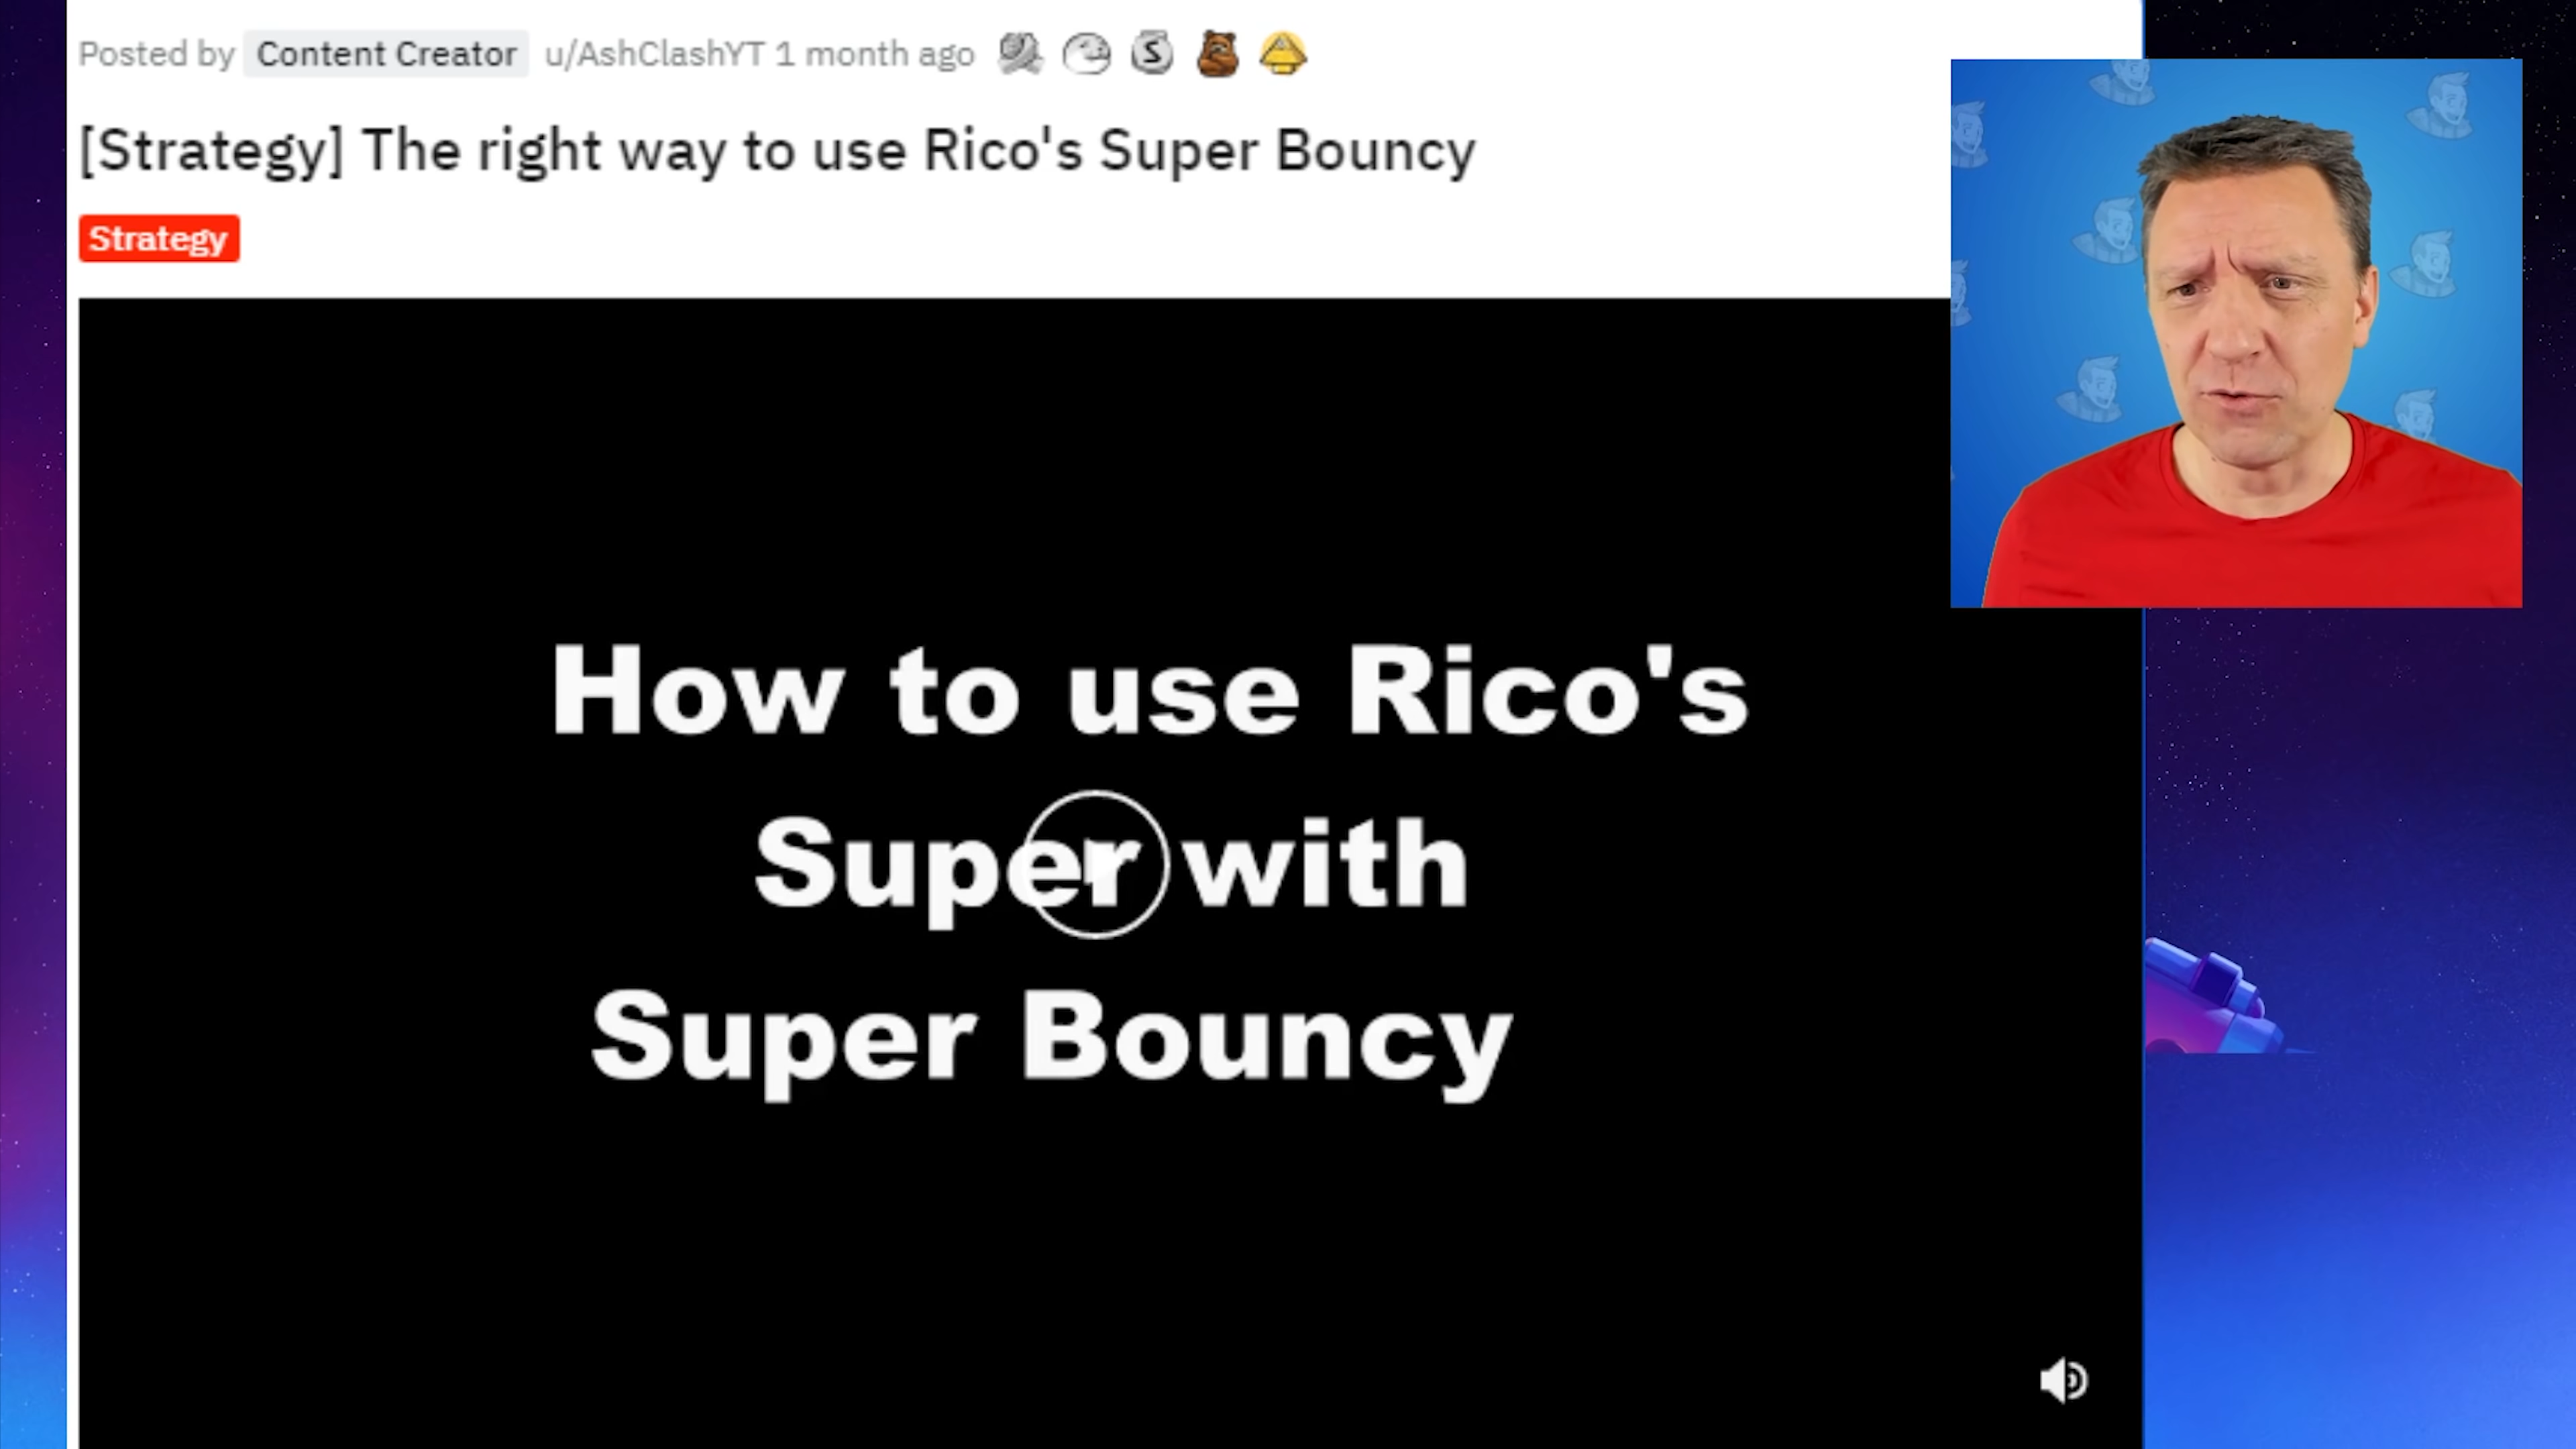 Posted by Content Creator u/AshClashYT 1 month ago
[Strategy] The right way to use Rico's Super Bouncy
Strategy
How to use Rico's
Super with
Super Bouncy